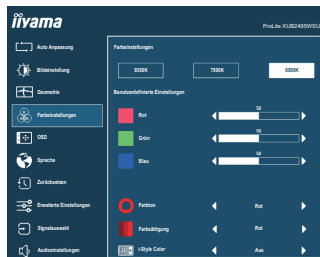 iiyama
ProLite XUB2495WSU
Auto Anpassung
Bildeinstellung
Geometrie
Farbeinstellungen
OSD
Sprache
Zurücksetzen
Erweiterte Einstellungen
Signalauswahl
Audioeinstellungen
Farbeinstellungen
9300K
7500K
6500K
Benutzerdefinierte Einstellungen
Rot
50
Grün
50
Blau
50
Farbton
Rot
Farbsättigung
Rot
i-Style Color
Aus